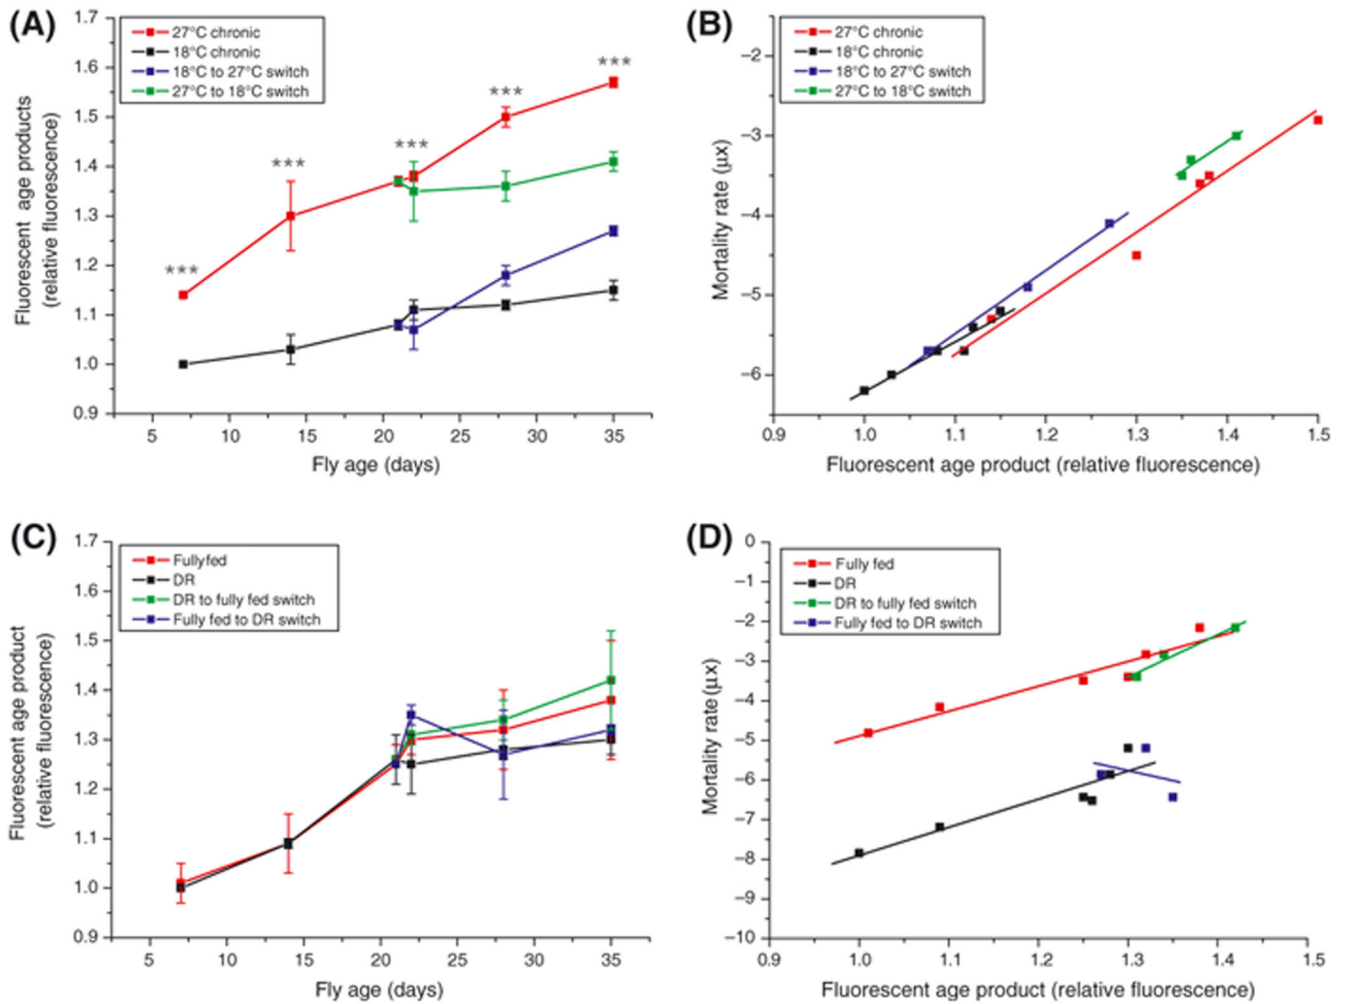 (A)
27°C chronic
18°C chronic
18°C to 27°C switch
27°C to 18°C switch
***
***
***
***
***
Fluorescent age products
(relative fluorescence)
1.7
1.6
1.5
1.4
1.3
1.2
1.1
1.0
0.9
5 10 15 20 25 30 35
Fly age (days)
(B)
27°C chronic
18°C chronic
18°C to 27°C switch
27°C to 18°C switch
Mortality rate (μx)
−2
−3
−4
−5
−6
0.9 1.0 1.1 1.2 1.3 1.4 1.5
Fluorescent age product (relative fluorescence)
(C)
Fullyfed
DR
DR to fully fed switch
Fully fed to DR switch
Fluorescent age product
(relative fluorescence)
1.7
1.6
1.5
1.4
1.3
1.2
1.1
1.0
0.9
5 10 15 20 25 30 35
Fly age (days)
(D)
Fully fed
DR
DR to fully fed switch
Fully fed to DR switch
Mortality rate(μx)
0
−1
−2
−3
−4
−5
−6
−7
−8
−9
−10
0.9 1.0 1.1 1.2 1.3 1.4 1.5
Fluorescent age product (relative fluorescence)